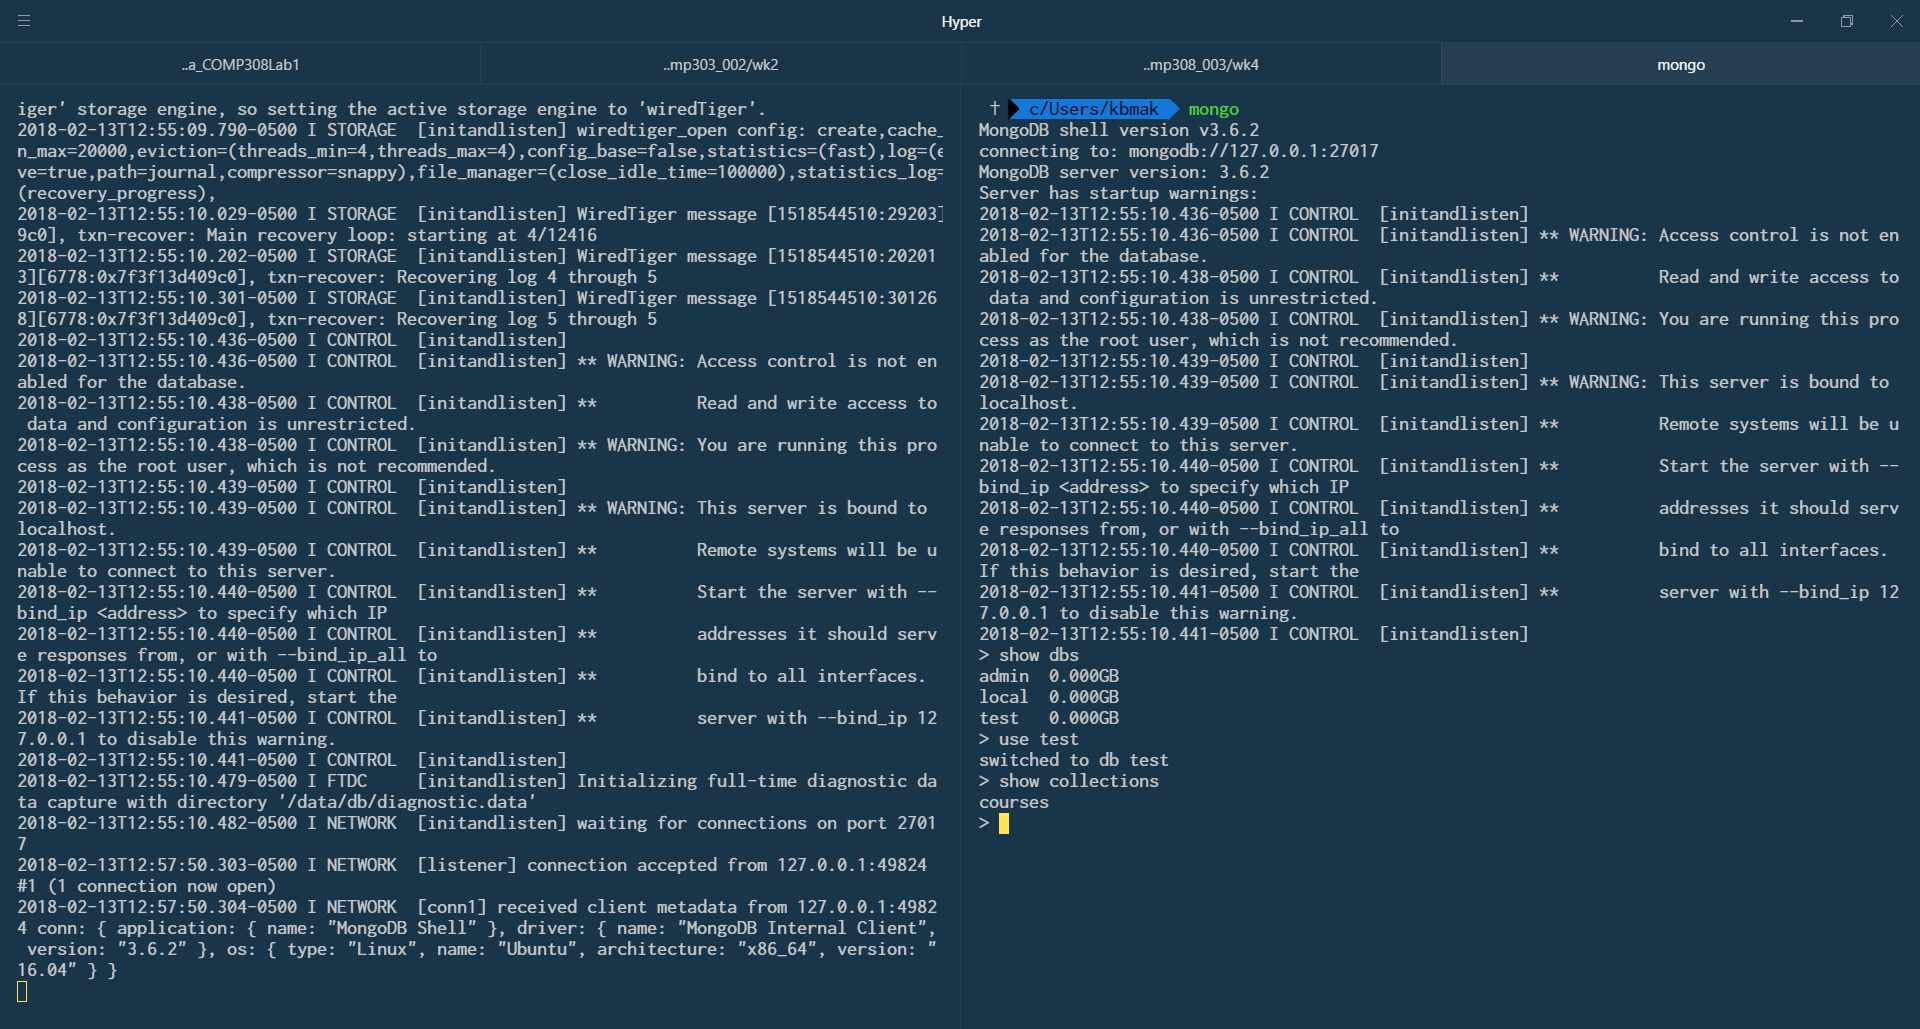 Hyper
..a_COMP308Lab1
..mp303_002/wk2
..mp308_003/wk4
mongo
iger' storage engine, so setting the active storage engine to 'wiredTiger'.
2018-02-13T12:55:09.790-0500 I STORAGE  [initandlisten] wiredtiger_open config: create,cache_
n_max=20000,eviction=(threads_min=4,threads_max=4),config_base=false,statistics=(fast),log=(e
ve=true,path=journal,compressor=snappy),file_manager=(close_idle_time=100000),statistics_log=
(recovery_progress),
2018-02-13T12:55:10.029-0500 I STORAGE  [initandlisten] WiredTiger message [1518544510:29203]
9c0], txn-recover: Main recovery loop: starting at 4/12416
2018-02-13T12:55:10.202-0500 I STORAGE  [initandlisten] WiredTiger message [1518544510:20201
3][6778:0x7f3f13d409c0], txn-recover: Recovering log 4 through 5
2018-02-13T12:55:10.301-0500 I STORAGE  [initandlisten] WiredTiger message [1518544510:30126
8][6778:0x7f3f13d409c0], txn-recover: Recovering log 5 through 5
2018-02-13T12:55:10.436-0500 I CONTROL  [initandlisten]
2018-02-13T12:55:10.436-0500 I CONTROL  [initandlisten] ** WARNING: Access control is not en
abled for the database.
2018-02-13T12:55:10.438-0500 I CONTROL  [initandlisten] **          Read and write access to
 data and configuration is unrestricted.
2018-02-13T12:55:10.438-0500 I CONTROL  [initandlisten] ** WARNING: You are running this pro
cess as the root user, which is not recommended.
2018-02-13T12:55:10.439-0500 I CONTROL  [initandlisten]
2018-02-13T12:55:10.439-0500 I CONTROL  [initandlisten] ** WARNING: This server is bound to
localhost.
2018-02-13T12:55:10.439-0500 I CONTROL  [initandlisten] **          Remote systems will be u
nable to connect to this server.
2018-02-13T12:55:10.440-0500 I CONTROL  [initandlisten] **          Start the server with --
bind_ip <address> to specify which IP
2018-02-13T12:55:10.440-0500 I CONTROL  [initandlisten] **          addresses it should serv
e responses from, or with --bind_ip_all to
2018-02-13T12:55:10.440-0500 I CONTROL  [initandlisten] **          bind to all interfaces.
If this behavior is desired, start the
2018-02-13T12:55:10.441-0500 I CONTROL  [initandlisten] **          server with --bind_ip 12
7.0.0.1 to disable this warning.
2018-02-13T12:55:10.441-0500 I CONTROL  [initandlisten]
2018-02-13T12:55:10.479-0500 I FTDC     [initandlisten] Initializing full-time diagnostic da
ta capture with directory '/data/db/diagnostic.data'
2018-02-13T12:55:10.482-0500 I NETWORK  [initandlisten] waiting for connections on port 2701
7
2018-02-13T12:57:50.303-0500 I NETWORK  [listener] connection accepted from 127.0.0.1:49824
#1 (1 connection now open)
2018-02-13T12:57:50.304-0500 I NETWORK  [conn1] received client metadata from 127.0.0.1:4982
4 conn: { application: { name: "MongoDB Shell" }, driver: { name: "MongoDB Internal Client",
 version: "3.6.2" }, os: { type: "Linux", name: "Ubuntu", architecture: "x86_64", version: "
16.04" } }
† c/Users/kbmak mongo
MongoDB shell version v3.6.2
connecting to: mongodb://127.0.0.1:27017
MongoDB server version: 3.6.2
Server has startup warnings:
2018-02-13T12:55:10.436-0500 I CONTROL  [initandlisten]
2018-02-13T12:55:10.436-0500 I CONTROL  [initandlisten] ** WARNING: Access control is not en
abled for the database.
2018-02-13T12:55:10.438-0500 I CONTROL  [initandlisten] **          Read and write access to
 data and configuration is unrestricted.
2018-02-13T12:55:10.438-0500 I CONTROL  [initandlisten] ** WARNING: You are running this pro
cess as the root user, which is not recommended.
2018-02-13T12:55:10.439-0500 I CONTROL  [initandlisten]
2018-02-13T12:55:10.439-0500 I CONTROL  [initandlisten] ** WARNING: This server is bound to
localhost.
2018-02-13T12:55:10.439-0500 I CONTROL  [initandlisten] **          Remote systems will be u
nable to connect to this server.
2018-02-13T12:55:10.440-0500 I CONTROL  [initandlisten] **          Start the server with --
bind_ip <address> to specify which IP
2018-02-13T12:55:10.440-0500 I CONTROL  [initandlisten] **          addresses it should serv
e responses from, or with --bind_ip_all to
2018-02-13T12:55:10.440-0500 I CONTROL  [initandlisten] **          bind to all interfaces.
If this behavior is desired, start the
2018-02-13T12:55:10.441-0500 I CONTROL  [initandlisten] **          server with --bind_ip 12
7.0.0.1 to disable this warning.
2018-02-13T12:55:10.441-0500 I CONTROL  [initandlisten]
> show dbs
admin  0.000GB
local  0.000GB
test   0.000GB
> use test
switched to db test
> show collections
courses
>